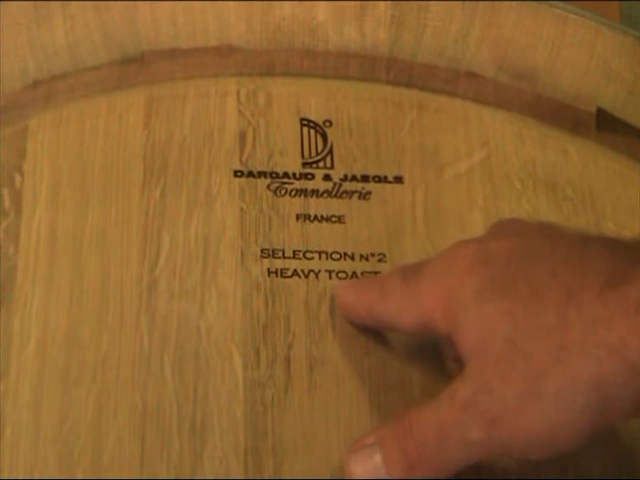 DARGAUD & JAEGLE
Tonnellerie
FRANCE
SELECTION N°2
HEAVY TOAST